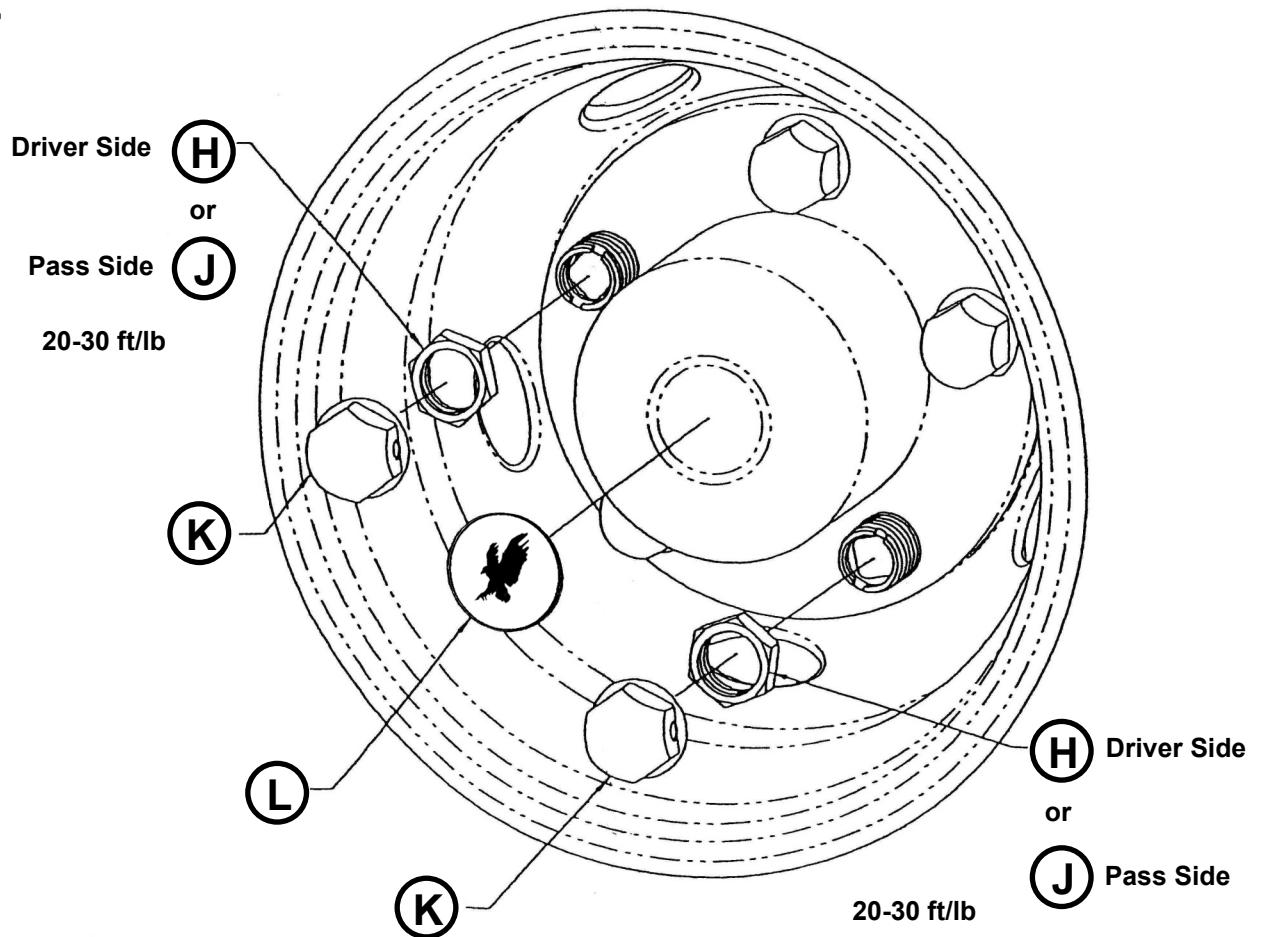 Driver Side H
or
Pass Side J
20-30 ft/lb
K
L
K
H Driver Side
or
J Pass Side
20-30 ft/lb